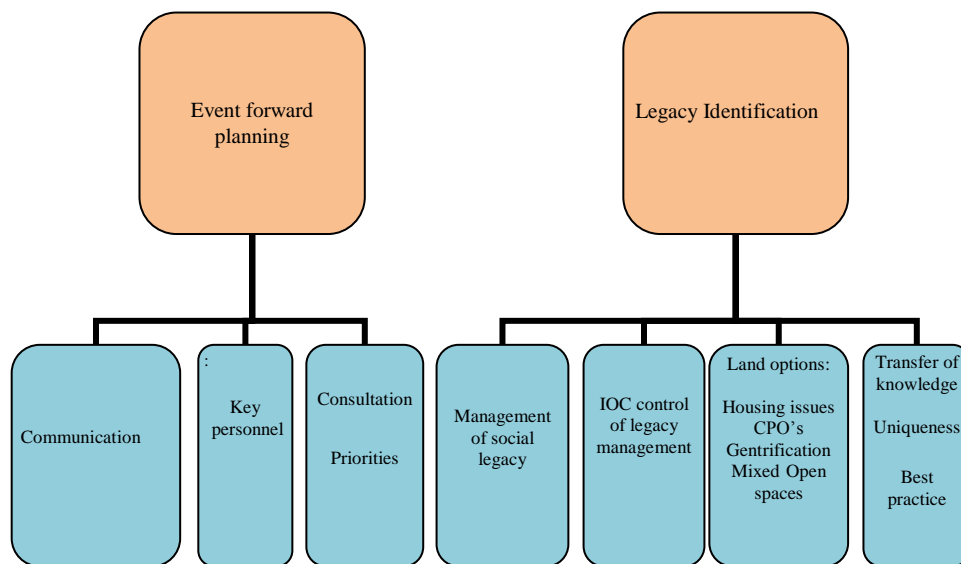 Event forward
planning
Legacy Identification
Communication
:
Key
personnel
Consultation
Priorities
Management
of social
legacy
IOC control
of legacy
management
Land options:
Housing issues
CPO’s
Gentrification
Mixed Open
spaces
Transfer of
knowledge
Uniqueness
Best
practice